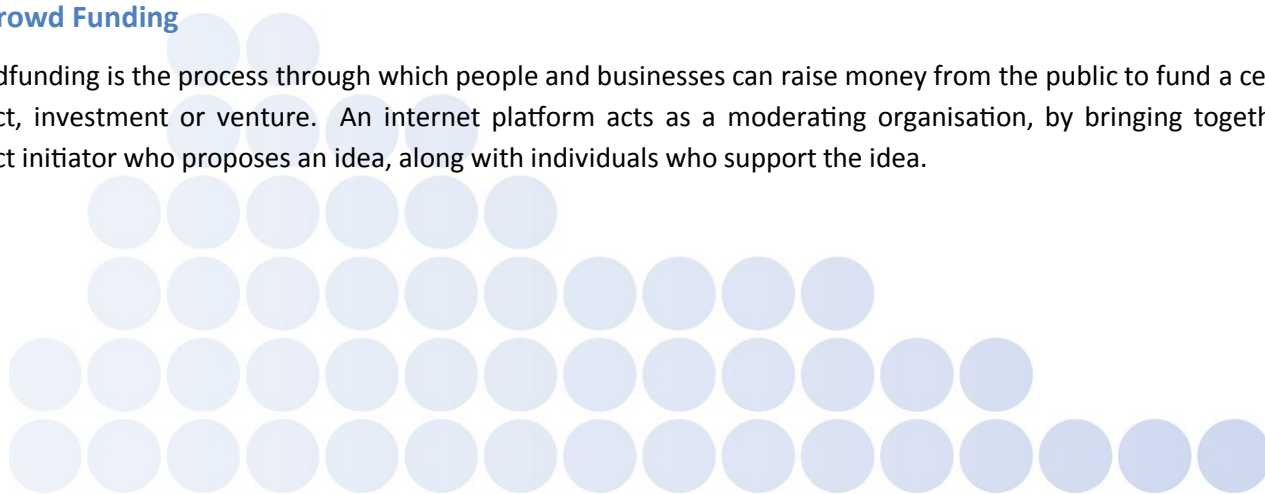 rowd Funding
dfunding is the process through which people and businesses can raise money from the public to fund a ce
ct, investment or venture. An internet platform acts as a moderating organisation, by bringing togeth
ct initiator who proposes an idea, along with individuals who support the idea.